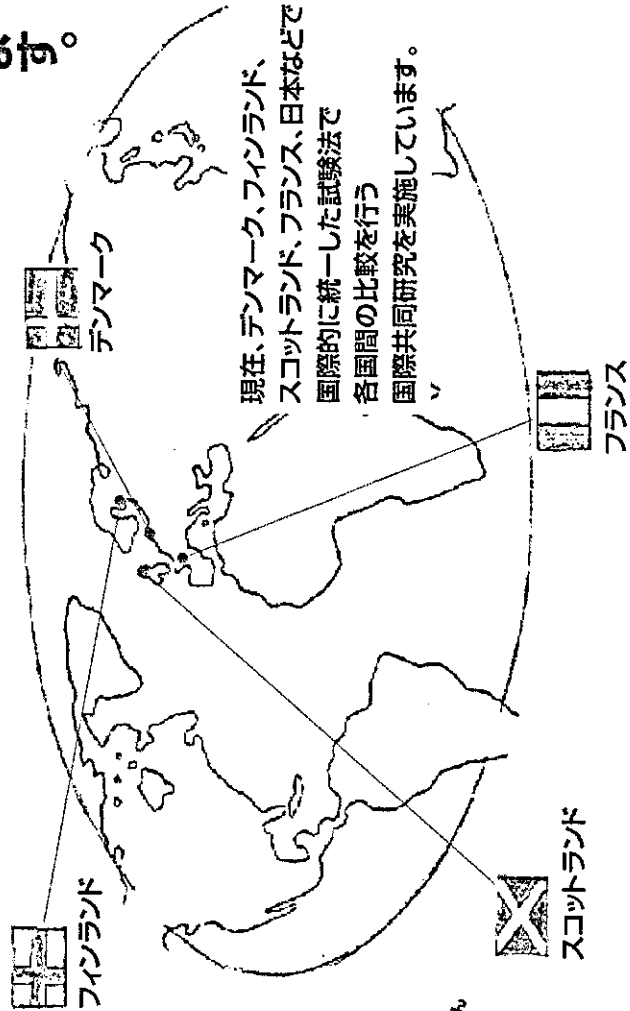 ます。
デンマーク
現在、デンマーク、フィンランド、
スコットランド、フランス、日本などで
国際的に統一した試験法で
各国間の比較を行う
国際共同研究を実施しています。
フィンランド
スコットランド
フランス
ん